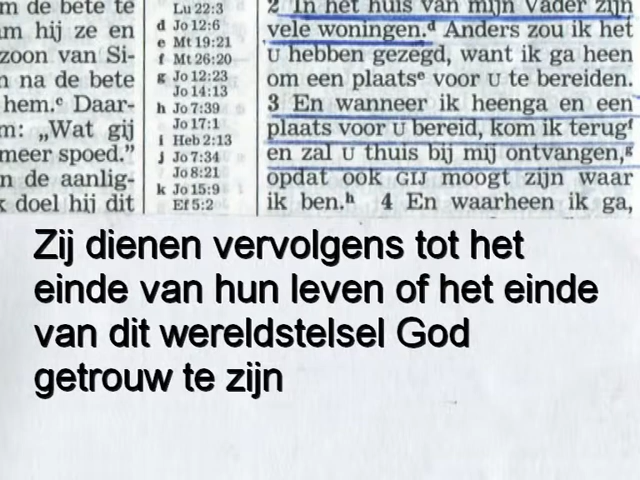 m de bete te
am hij ze en
zoon van Si-
n na de bete
hem.ᵉ Daar-
m: „Wat gij
meer spoed.”
n de aanlig-
k doel hij dit
Lu 22:3
d Jo 12:6
e Mt 19:21
f Mt 26:20
g Jo 12:23
Jo 14:13
h Jo 7:39
Jo 17:1
i Heb 2:13
j Jo 7:34
Jo 8:21
k Jo 15:9
Ef 5:2
2 In het huis van mijn Vader zijn
vele woningen.ᵈ Anders zou ik het
U hebben gezegd, want ik ga heen
om een plaatsᵉ voor U te bereiden.
3 En wanneer ik heenga en een
plaats voor U bereid, kom ik terugᶠ
en zal U thuis bij mij ontvangen,ᵍ
opdat ook GIJ moogt zijn waar
ik ben.ʰ 4 En waarheen ik ga,
Zij dienen vervolgens tot het
einde van hun leven of het einde
van dit wereldstelsel God
getrouw te zijn